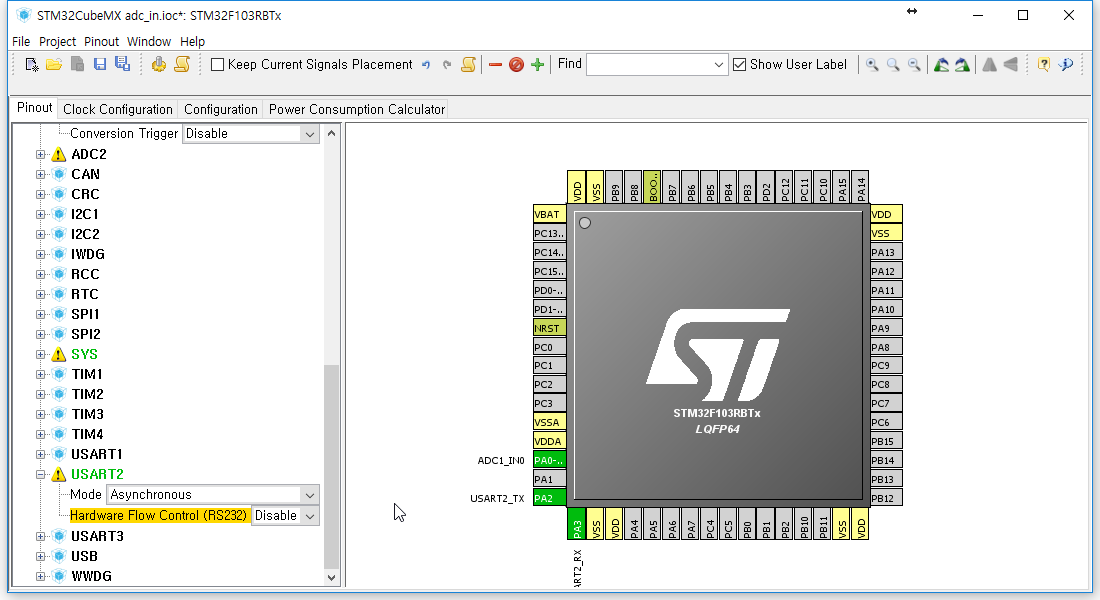 STM32CubeMX adc_in.ioc*: STM32F103RBTx
File Project Pinout Window Help
Keep Current Signals Placement Find Show User Label
Pinout Clock Configuration Configuration Power Consumption Calculator
Conversion Trigger Disable
ADC2
CAN
CRC
I2C1
I2C2
IWDG
RCC
RTC
SPI1
SPI2
SYS
TIM1
TIM2
TIM3
TIM4
USART1
USART2
Mode Asynchronous
Hardware Flow Control (RS232) Disable
USART3
USB
WWDG
VDD
VSS
PB9
PB8
BOO..
PB7
PB6
PB5
PB4
PB3
PD2
PC12
PC11
PC10
PA15
PA14
VBAT
PC13..
PC14..
PC15..
PD0-..
PD1-..
NRST
PC0
PC1
PC2
PC3
VSSA
VDDA
ADC1_IN0 PA0-..
PA1
USART2_TX PA2
ST
STM32F103RBTx
LQFP64
VDD
VSS
PA13
PA12
PA11
PA10
PA9
PA8
PC9
PC8
PC7
PC6
PB15
PB14
PB13
PB12
PA3
VSS
VDD
PA4
PA5
PA6
PA7
PC4
PC5
PB0
PB1
PB2
PB10
PB11
VSS
VDD
ART2_RX